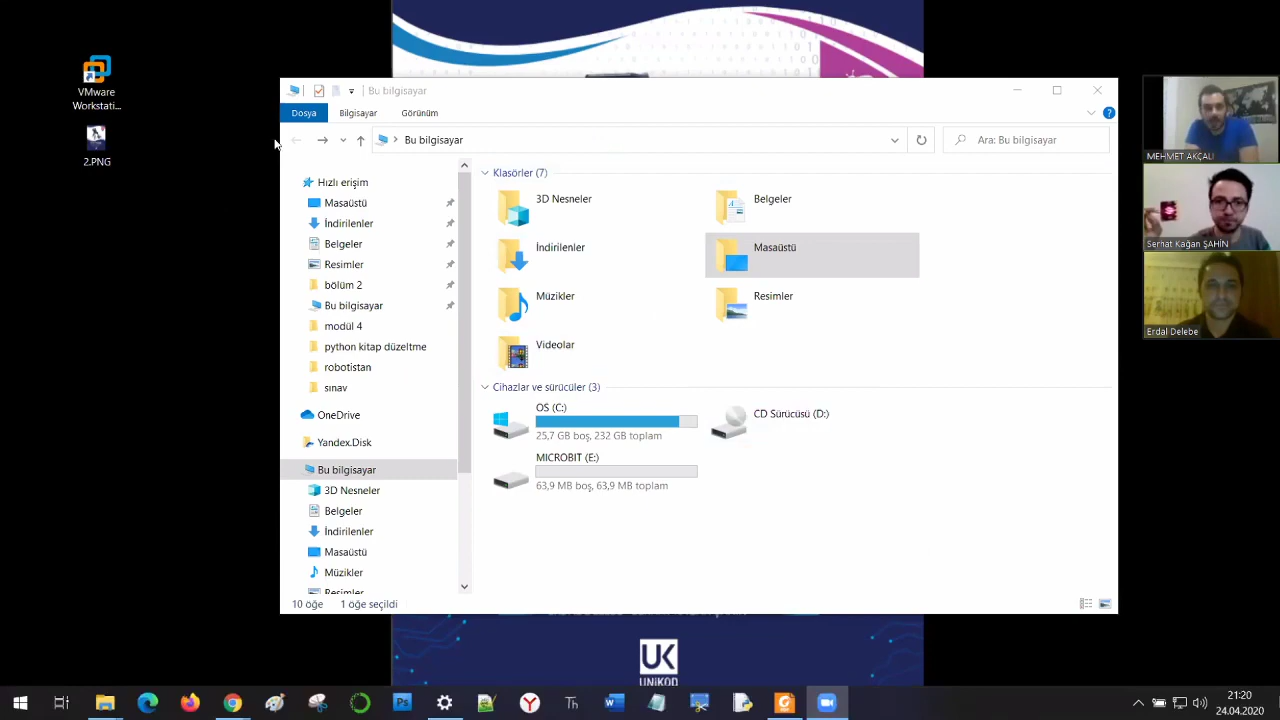 VMware
Workstati...
2.PNG
Bu bilgisayar
Dosya
Bilgisayar
Görünüm
Bu bilgisayar
Ara: Bu bilgisayar
Hızlı erişim
Masaüstü
İndirilenler
Belgeler
Resimler
bölüm 2
Bu bilgisayar
modül 4
python kitap düzeltme
robotistan
sınav
OneDrive
Yandex.Disk
Bu bilgisayar
3D Nesneler
Belgeler
İndirilenler
Masaüstü
Müzikler
Resimler
Klasörler (7)
3D Nesneler
Belgeler
İndirilenler
Masaüstü
Müzikler
Resimler
Videolar
Cihazlar ve sürücüler (3)
OS (C:)
25,7 GB boş, 232 GB toplam
CD Sürücüsü (D:)
MICROBIT (E:)
63,9 MB boş, 63,9 MB toplam
10 öğe
1 öğe seçildi
MEHMET AKÇALI
Serhat Kağan ŞAHİN
Erdal Delebe
UK
UNİKOD
21:20
24.04.2020